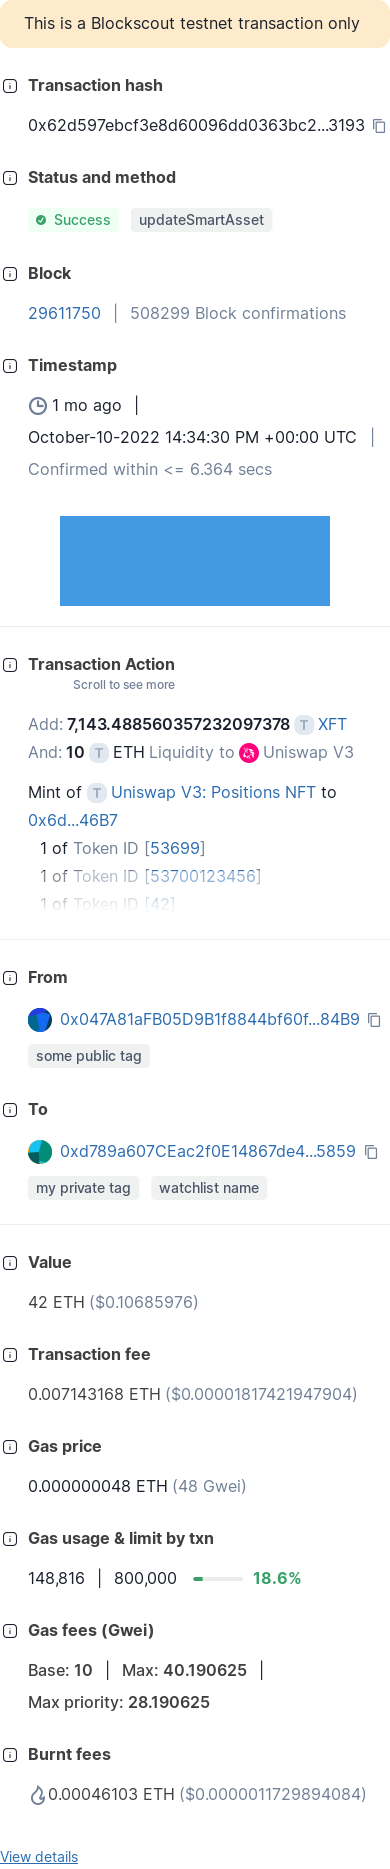 This is a Blockscout testnet transaction only
Transaction hash
0x62d597ebcf3e8d60096dd0363bc2...3193
Status and method
Success updateSmartAsset
Block
29611750 | 508299 Block confirmations
Timestamp
1 mo ago |
October-10-2022 14:34:30 PM +00:00 UTC |
Confirmed within <= 6.364 secs
Transaction Action
Scroll to see more
Add: 7,143.488560357232097378 T XFT
And: 10 T ETH Liquidity to Uniswap V3
Mint of T Uniswap V3: Positions NFT to
0x6d...46B7
1 of Token ID [53699]
1 of Token ID [53700123456]
1 of Token ID [42]
From
0x047A81aFB05D9B1f8844bf60f...84B9
some public tag
To
0xd789a607CEac2f0E14867de4...5859
my private tag watchlist name
Value
42 ETH ($0.10685976)
Transaction fee
0.007143168 ETH ($0.00001817421947904)
Gas price
0.000000048 ETH (48 Gwei)
Gas usage & limit by txn
148,816 | 800,000 18.6%
Gas fees (Gwei)
Base: 10 | Max: 40.190625 |
Max priority: 28.190625
Burnt fees
0.00046103 ETH ($0.0000011729894084)
View details